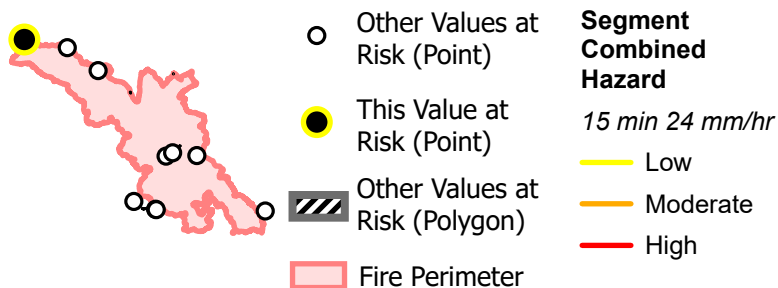 Other Values at
Risk (Point)
This Value at
Risk (Point)
Other Values at
Risk (Polygon)
Fire Perimeter
Segment
Combined
Hazard
15 min 24 mm/hr
Low
Moderate
High